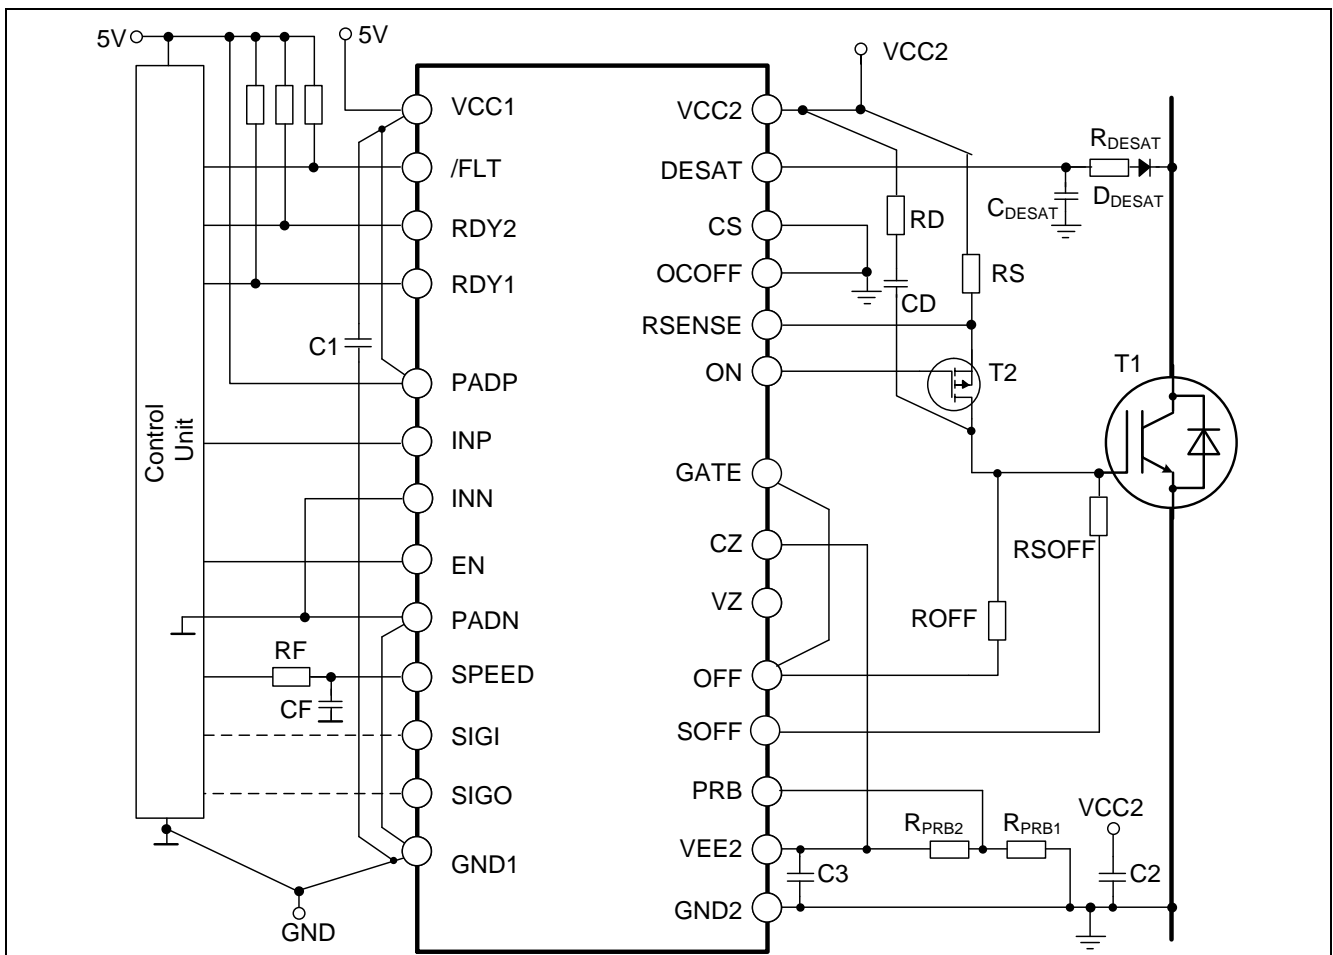 5V
5V
VCC2
VCC1
/FLT
RDY2
RDY1
PADP
INP
INN
EN
PADN
SPEED
SIGI
SIGO
GND1
VCC2
DESAT
CS
OCOFF
RSENSE
ON
GATE
CZ
VZ
OFF
SOFF
PRB
VEE2
GND2
Control
Unit
C1
RF
CF
GND
RD
CD
RS
T2
RDESAT
CDESAT
DDESAT
T1
RSOFF
ROFF
RPRB2
RPRB1
VCC2
C3
C2